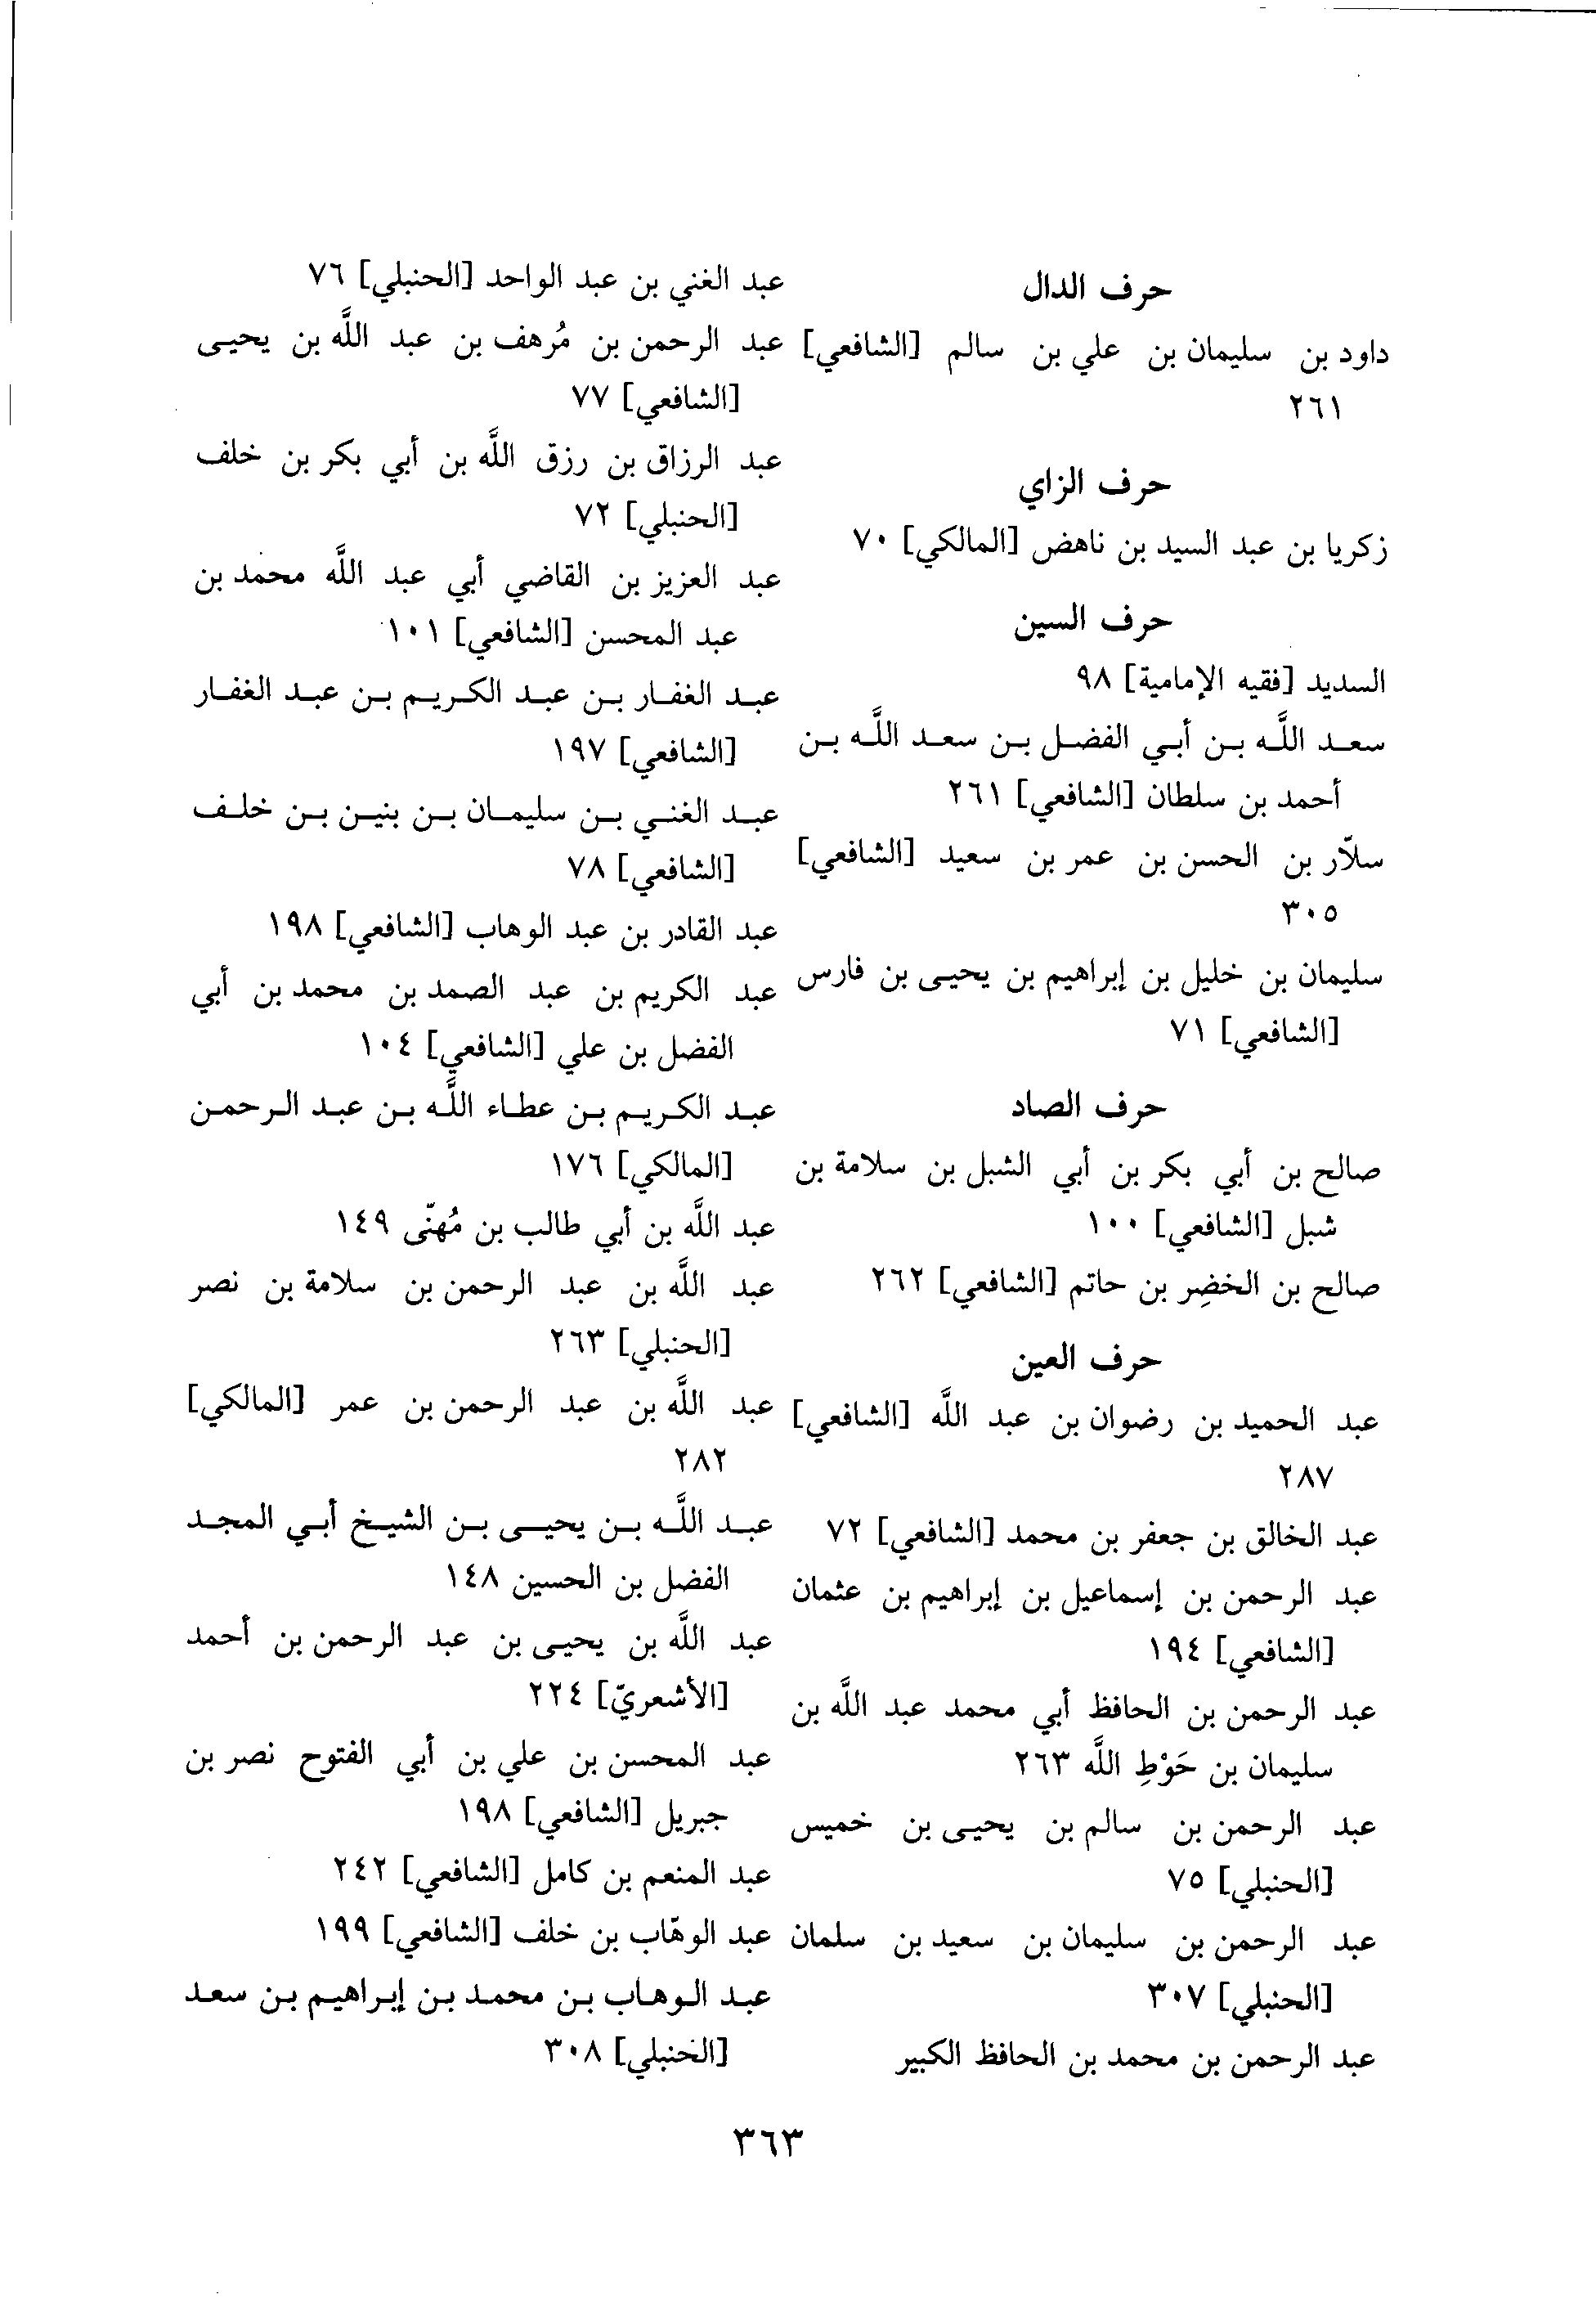 حرف الدال
داود بن سليمان بن علي بن سالم [الشافعي]
٢٦١
حرف الزاي
زكريا بن عبد السيد بن ناهض [المالكي] ٧٠
حرف السين
السديد [فقيه الإمامية] ٩٨
سعد اللَّه بن أبي الفضل بن سعد اللَّه بن
أحمد بن سلطان [الشافعي] ٢٦١
سلاّر بن الحسن بن عمر بن سعيد [الشافعي]
٣٠٥
سليمان بن خليل بن إبراهيم بن يحيى بن فارس
[الشافعي] ٧١
حرف الصاد
صالح بن أبي بكر بن أبي الشبل بن سلامة بن
شبل [الشافعي] ١٠٠
صالح بن الخضِر بن حاتم [الشافعي] ٢٦٢
حرف العين
عبد الحميد بن رضوان بن عبد اللَّه [الشافعي]
٢٨٧
عبد الخالق بن جعفر بن محمد [الشافعي] ٧٢
عبد الرحمن بن إسماعيل بن إبراهيم بن عثمان
[الشافعي] ١٩٤
عبد الرحمن بن الحافظ أبي محمد عبد اللَّه بن
سليمان بن حَوْطِ اللَّه ٢٦٣
عبد الرحمن بن سالم بن يحيى بن خميس
[الحنبلي] ٧٥
عبد الرحمن بن سليمان بن سعيد بن سلمان
[الحنبلي] ٣٠٧
عبد الرحمن بن محمد بن الحافظ الكبير
عبد الغني بن عبد الواحد [الحنبلي] ٧٦
عبد الرحمن بن مُرهف بن عبد اللَّه بن يحيى
[الشافعي] ٧٧
عبد الرزاق بن رزق اللَّه بن أبي بكر بن خلف
[الحنبلي] ٧٢
عبد العزيز بن القاضي أبي عبد اللَّه محمد بن
عبد المحسن [الشافعي] ١٠١
عبد الغفار بن عبد الكريم بن عبد الغفار
[الشافعي] ١٩٧
عبد الغني بن سليمان بن بنين بن خلف
[الشافعي] ٧٨
عبد القادر بن عبد الوهاب [الشافعي] ١٩٨
عبد الكريم بن عبد الصمد بن محمد بن أبي
الفضل بن علي [الشافعي] ١٠٤
عبد الكريم بن عطاء اللَّه بن عبد الرحمن
[المالكي] ١٧٦
عبد اللَّه بن أبي طالب بن مُهنّى ١٤٩
عبد اللَّه بن عبد الرحمن بن سلامة بن نصر
[الحنبلي] ٢٦٣
عبد اللَّه بن عبد الرحمن بن عمر [المالكي]
٢٨٢
عبد اللَّه بن يحيى بن الشيخ أبي المجد
الفضل بن الحسين ١٤٨
عبد اللَّه بن يحيى بن عبد الرحمن بن أحمد
[الأشعريّ] ٢٢٤
عبد المحسن بن علي بن أبي الفتوح نصر بن
جبريل [الشافعي] ١٩٨
عبد المنعم بن كامل [الشافعي] ٢٤٢
عبد الوهّاب بن خلف [الشافعي] ١٩٩
عبد الوهاب بن محمد بن إبراهيم بن سعد
[الحنبلي] ٣٠٨
٣٦٣